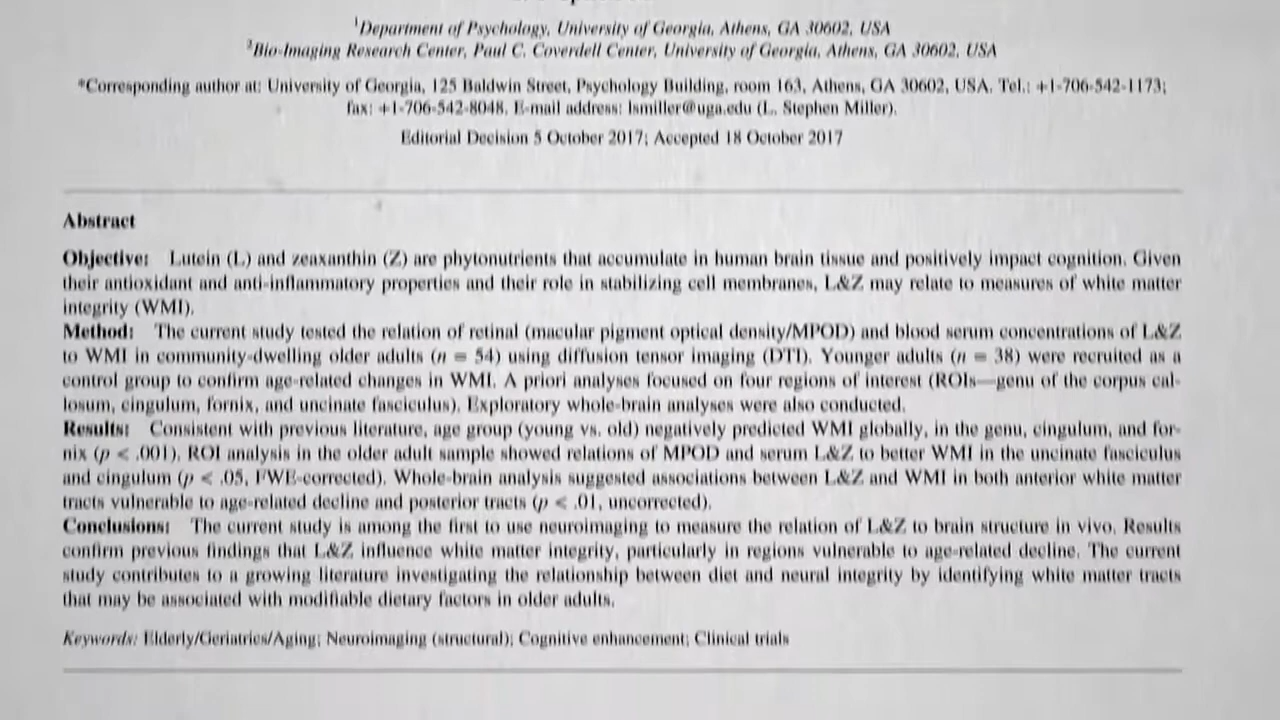 ¹Department of Psychology, University of Georgia, Athens, GA 30602, USA
²Bio-Imaging Research Center, Paul C. Coverdell Center, University of Georgia, Athens, GA 30602, USA
*Corresponding author at: University of Georgia, 125 Baldwin Street, Psychology Building, room 163, Athens, GA 30602, USA. Tel.: +1-706-542-1173;
fax: +1-706-542-8048. E-mail address: lsmiller@uga.edu (L. Stephen Miller).
Editorial Decision 5 October 2017; Accepted 18 October 2017
Abstract
Objective: Lutein (L) and zeaxanthin (Z) are phytonutrients that accumulate in human brain tissue and positively impact cognition. Given
their antioxidant and anti-inflammatory properties and their role in stabilizing cell membranes, L&Z may relate to measures of white matter
integrity (WMI).
Method: The current study tested the relation of retinal (macular pigment optical density/MPOD) and blood serum concentrations of L&Z
to WMI in community-dwelling older adults (n = 54) using diffusion tensor imaging (DTI). Younger adults (n = 38) were recruited as a
control group to confirm age-related changes in WMI. A priori analyses focused on four regions of interest (ROIs—genu of the corpus cal-
losum, cingulum, fornix, and uncinate fasciculus). Exploratory whole-brain analyses were also conducted.
Results: Consistent with previous literature, age group (young vs. old) negatively predicted WMI globally, in the genu, cingulum, and for-
nix (p < .001). ROI analysis in the older adult sample showed relations of MPOD and serum L&Z to better WMI in the uncinate fasciculus
and cingulum (p < .05, FWE-corrected). Whole-brain analysis suggested associations between L&Z and WMI in both anterior white matter
tracts vulnerable to age-related decline and posterior tracts (p < .01, uncorrected).
Conclusions: The current study is among the first to use neuroimaging to measure the relation of L&Z to brain structure in vivo. Results
confirm previous findings that L&Z influence white matter integrity, particularly in regions vulnerable to age-related decline. The current
study contributes to a growing literature investigating the relationship between diet and neural integrity by identifying white matter tracts
that may be associated with modifiable dietary factors in older adults.
Keywords: Elderly/Geriatrics/Aging; Neuroimaging (structural); Cognitive enhancement; Clinical trials